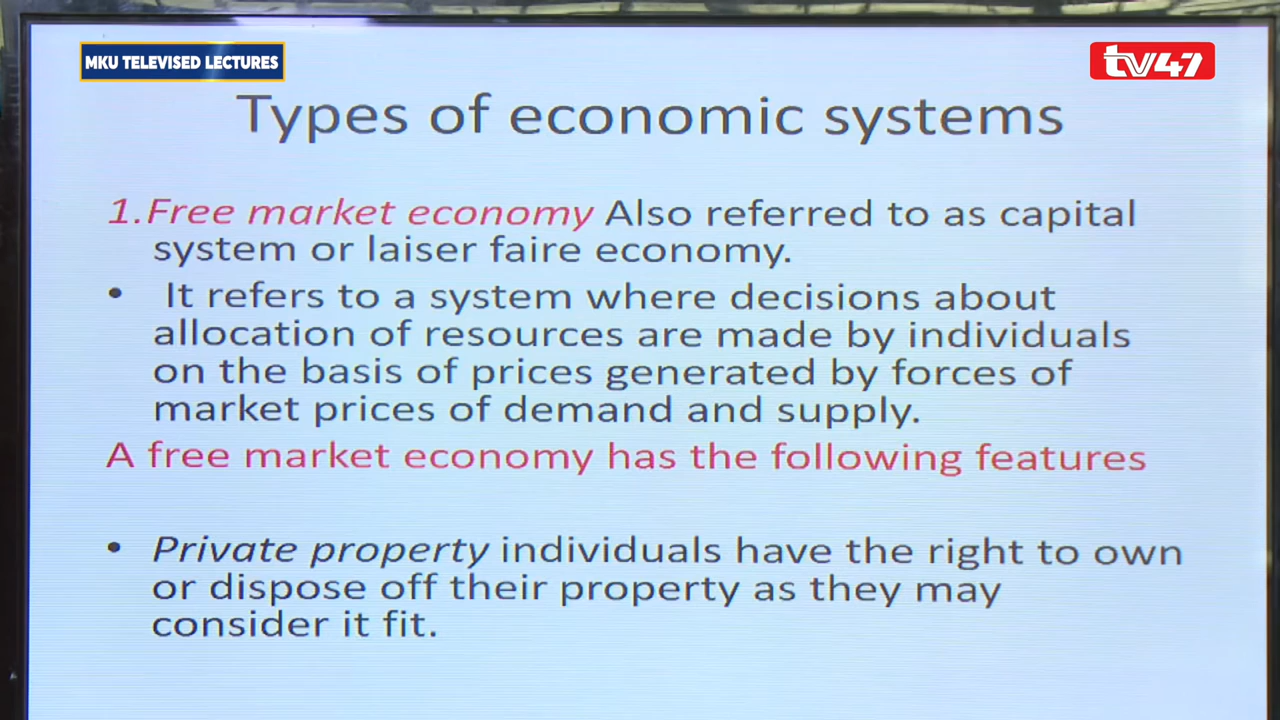 MKU TELEVISED LECTURES
tv47
Types of economic systems
1.Free market economy Also referred to as capital
system or laiser faire economy.
• It refers to a system where decisions about
allocation of resources are made by individuals
on the basis of prices generated by forces of
market prices of demand and supply.
A free market economy has the following features
• Private property individuals have the right to own
or dispose off their property as they may
consider it fit.